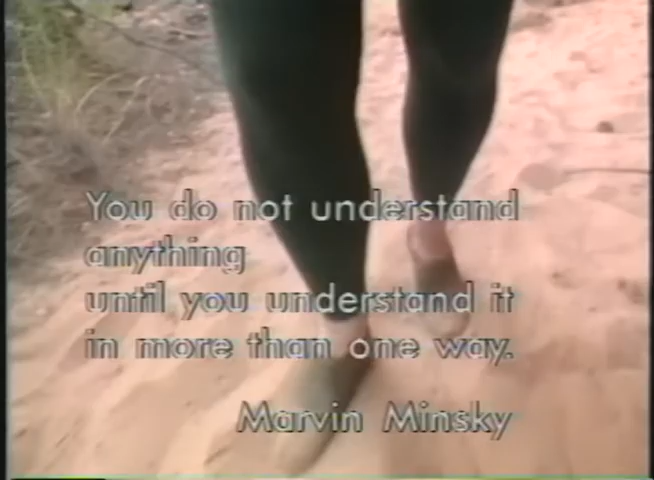 You do not understand
anything
until you understand it
in more than one way.
Marvin Minsky